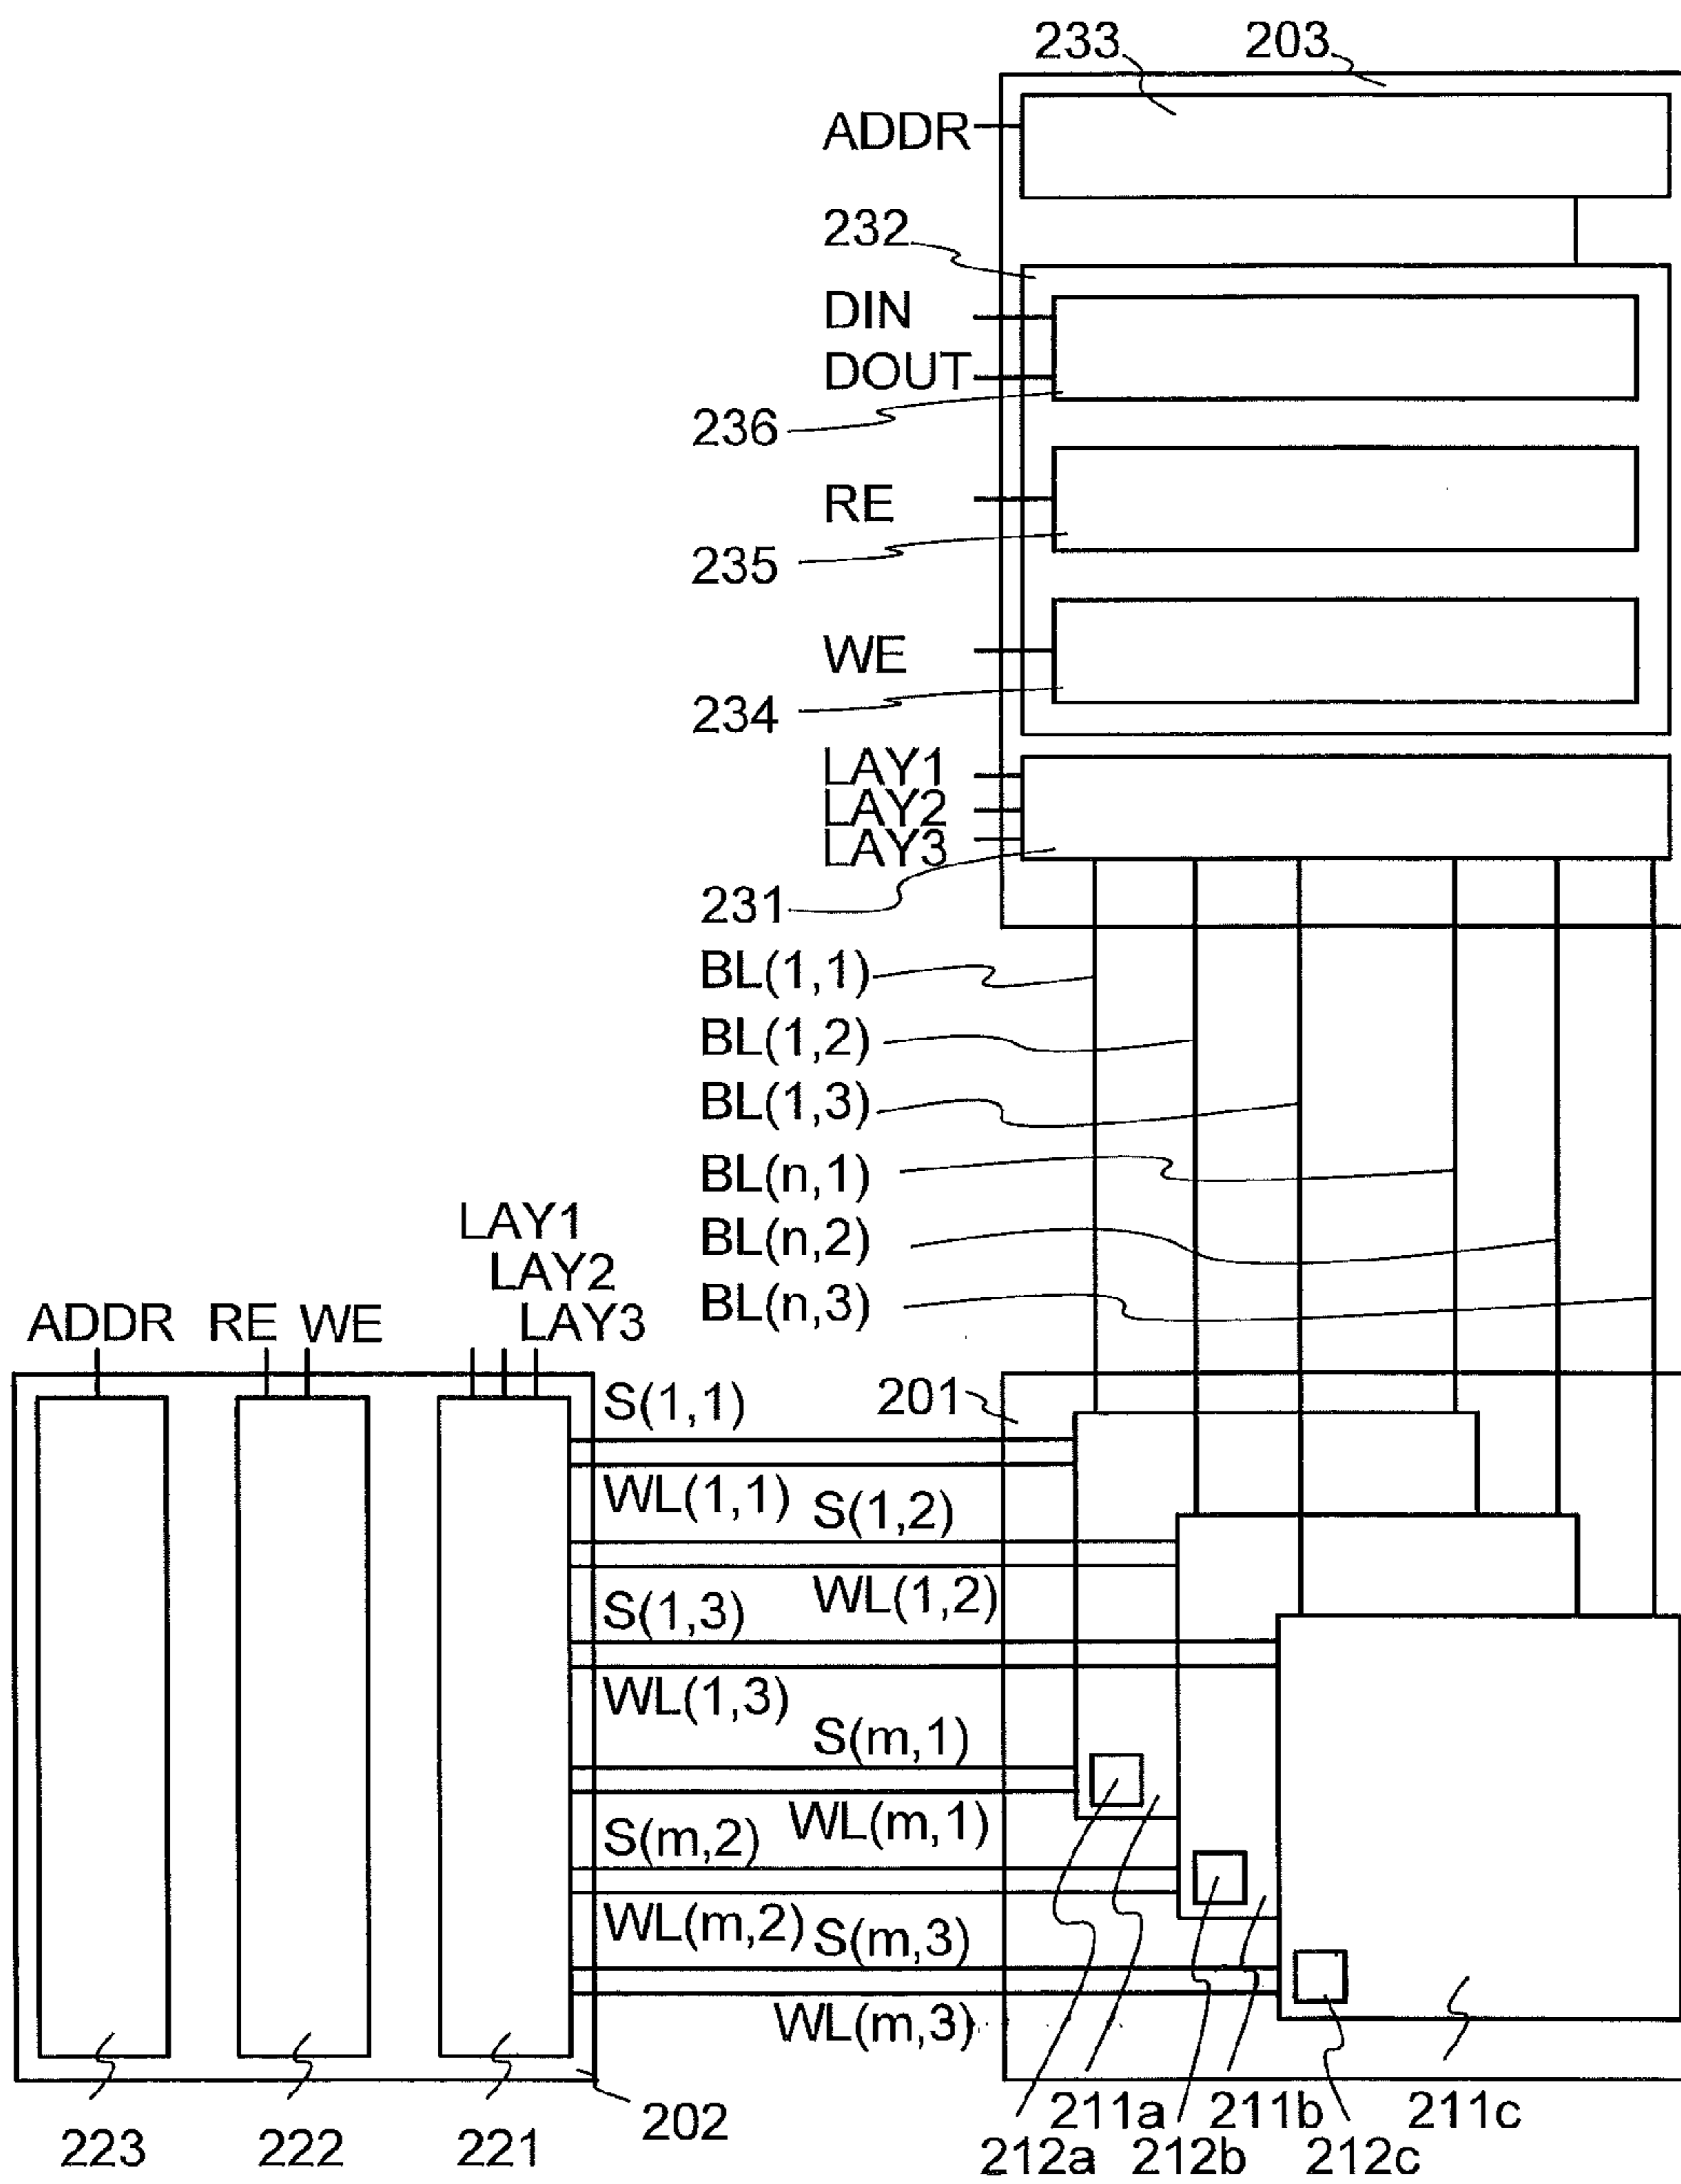 233 203
ADDR
232
DIN
DOUT
236
RE
235
WE
234
LAY1
LAY2
LAY3
231
BL(1,1)
BL(1,2)
BL(1,3)
BL(n,1)
BL(n,2)
BL(n,3)
LAY1
LAY2
LAY3
ADDR RE WE
S(1,1)
201
WL(1,1)
S(1,2)
WL(1,2)
S(1,3)
WL(1,3)
S(m,1)
WL(m,1)
S(m,2)
WL(m,2)
S(m,3)
WL(m,3)
223 222 221 202
211a 211b 211c
212a 212b 212c